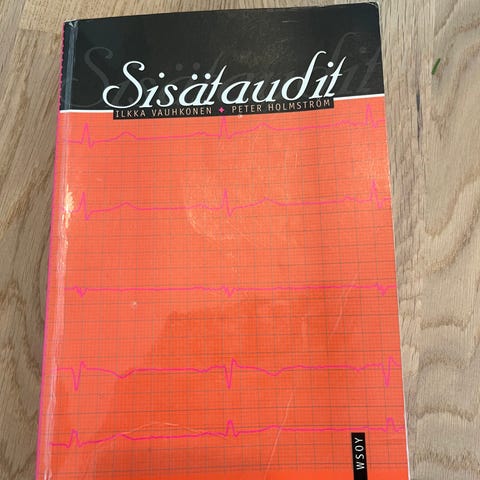 Sisätaudit
ILKKA VAUHKONEN ✦ PETER HOLMSTRÖM
WSOY